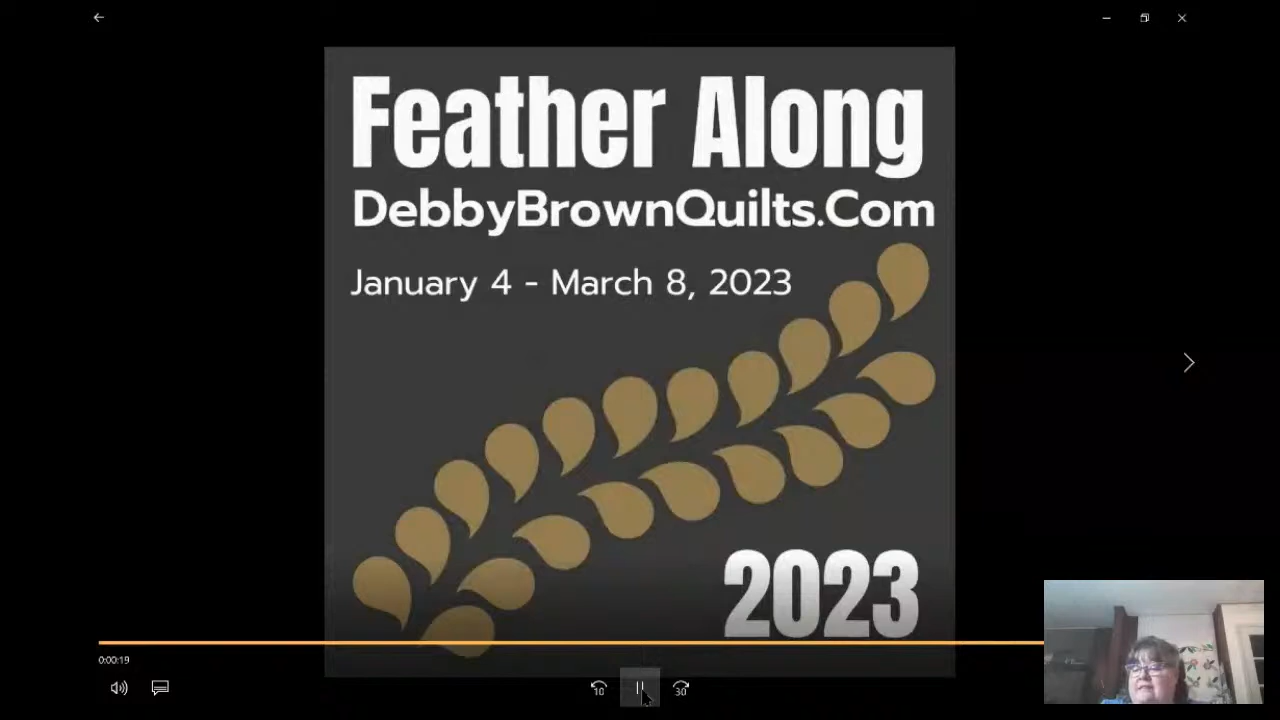 Feather Along
DebbyBrownQuilts.Com
January 4 - March 8, 2023
2023
0:00:19
10
30